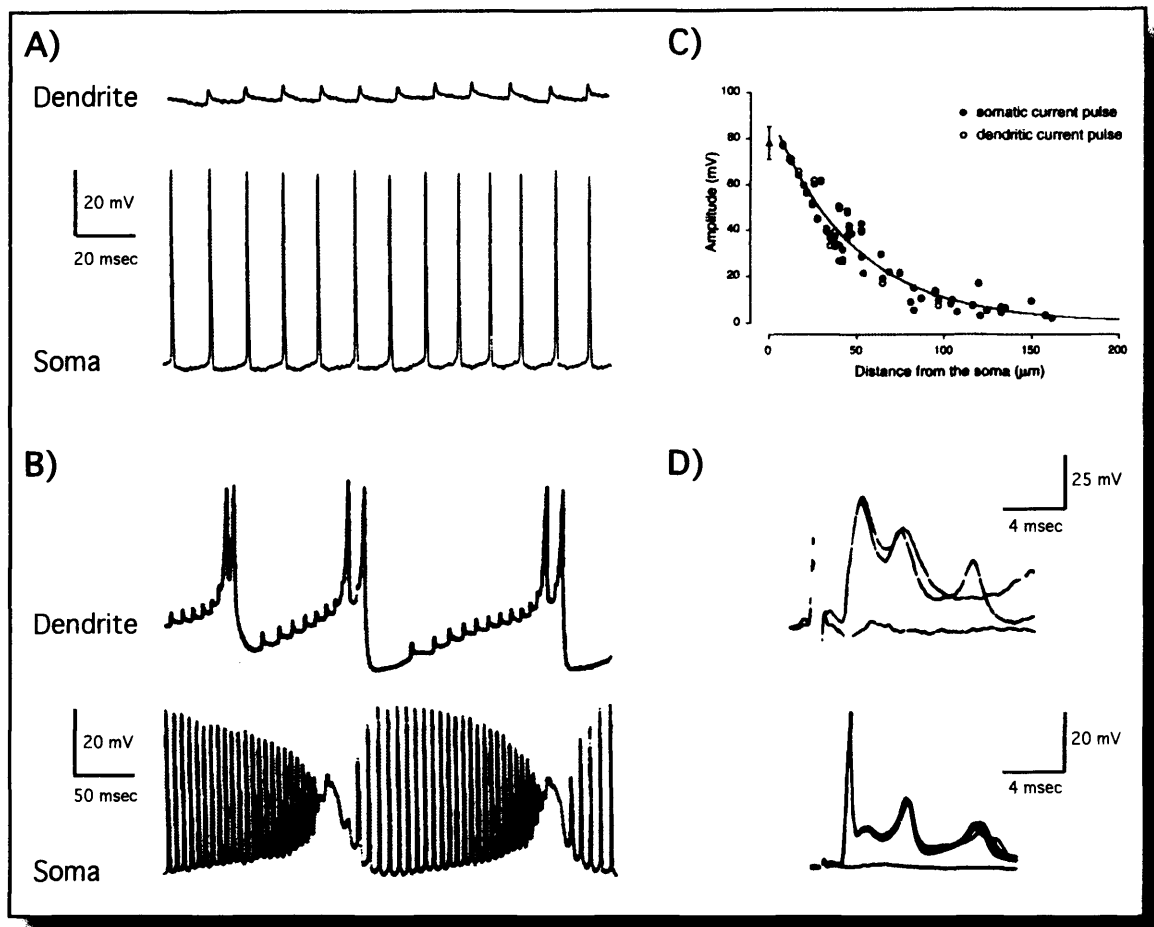 A)
Dendrite
20 mV
20 msec
Soma
B)
Dendrite
20 mV
50 msec
Soma
C)
100
80
60
40
20
0
Amplitude (mV)
somatic current pulse
dendritic current pulse
0 50 100 150 200
Distance from the soma (μm)
D)
25 mV
4 msec
20 mV
4 msec